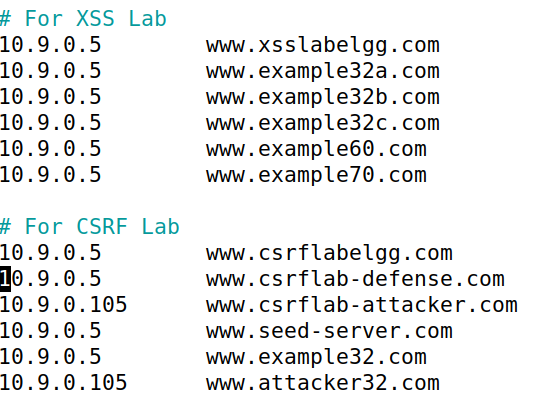 # For XSS Lab
10.9.0.5        www.xsslabelgg.com
10.9.0.5        www.example32a.com
10.9.0.5        www.example32b.com
10.9.0.5        www.example32c.com
10.9.0.5        www.example60.com
10.9.0.5        www.example70.com

# For CSRF Lab
10.9.0.5        www.csrflabelgg.com
10.9.0.5        www.csrflab-defense.com
10.9.0.105      www.csrflab-attacker.com
10.9.0.5        www.seed-server.com
10.9.0.5        www.example32.com
10.9.0.105      www.attacker32.com